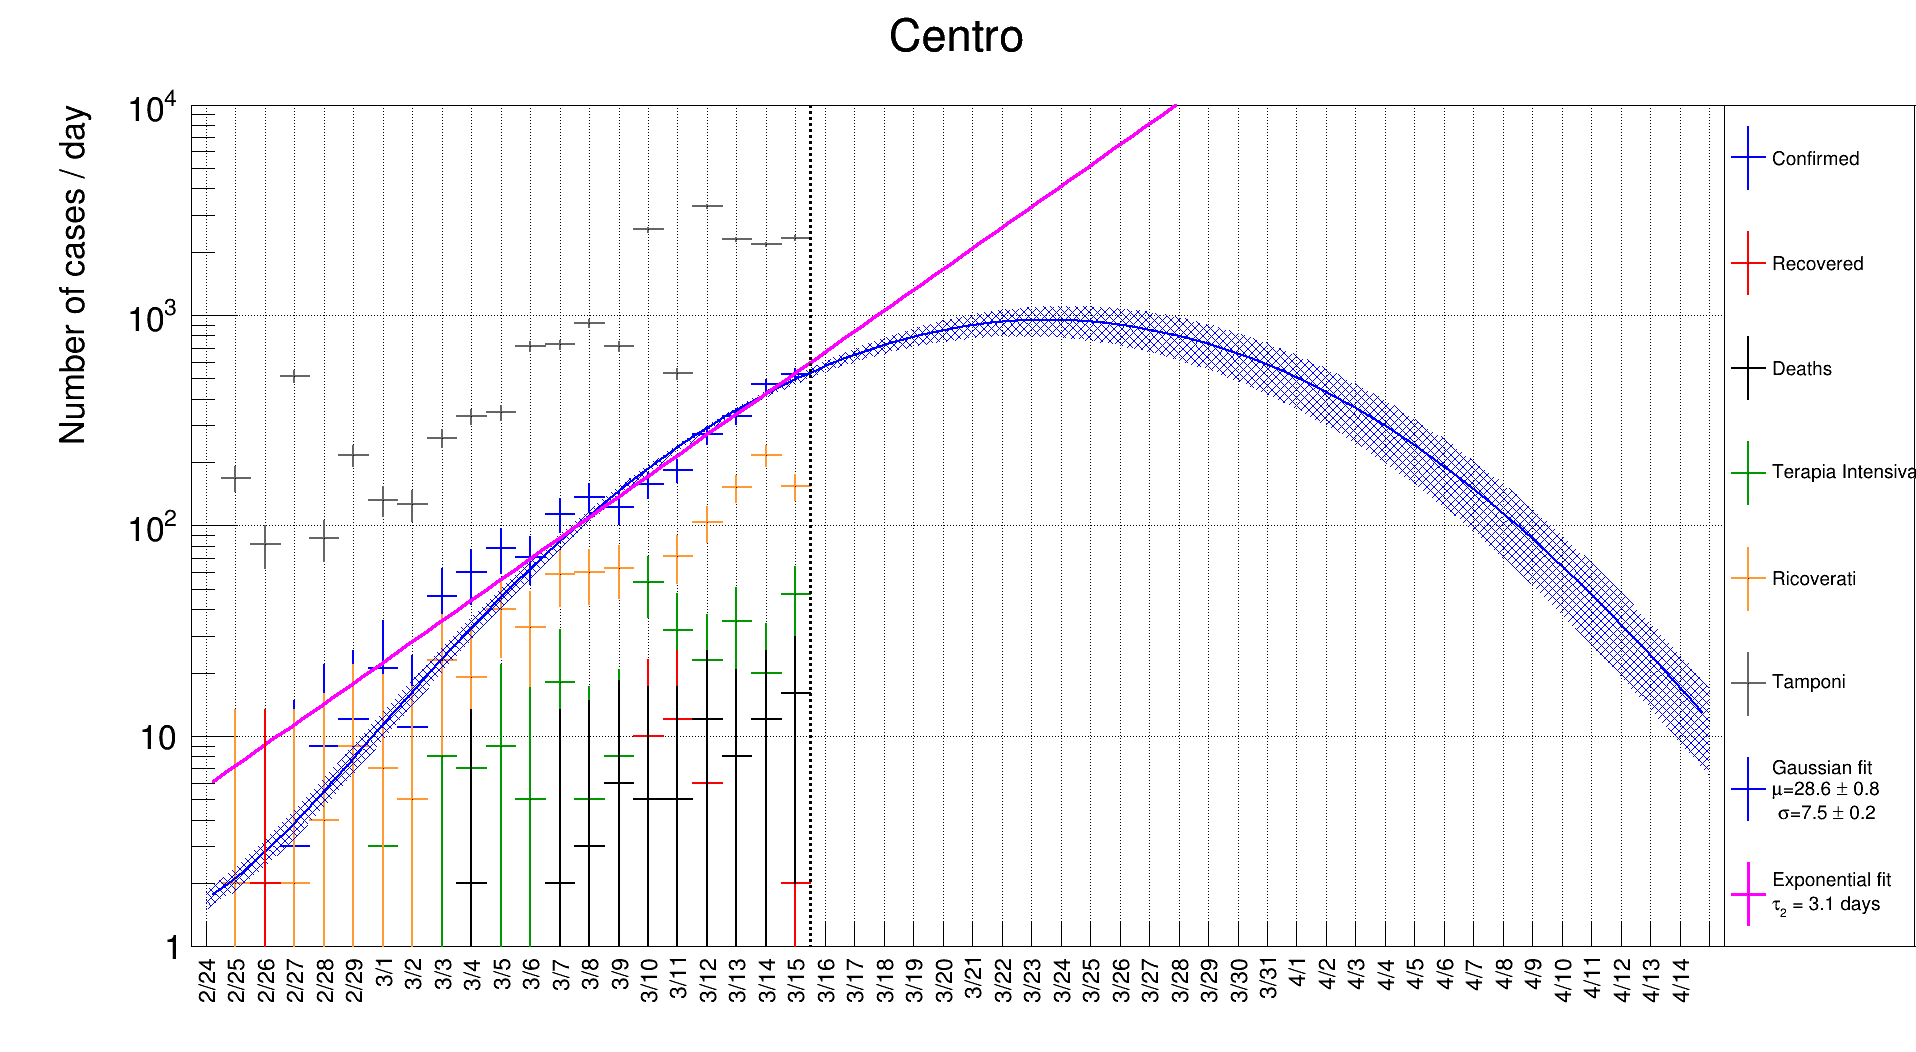 Centro
Number of cases / day
10⁴
10³
10²
10
1
2/24 2/25 2/26 2/27 2/28 2/29 3/1 3/2 3/3 3/4 3/5 3/6 3/7 3/8 3/9 3/10 3/11 3/12 3/13 3/14 3/15 3/16 3/17 3/18 3/19 3/20 3/21 3/22 3/23 3/24 3/25 3/26 3/27 3/28 3/29 3/30 3/31 4/1 4/2 4/3 4/4 4/5 4/6 4/7 4/8 4/9 4/10 4/11 4/12 4/13 4/14
Confirmed
Recovered
Deaths
Terapia Intensiva
Ricoverati
Tamponi
Gaussian fit
μ=28.6 ± 0.8
σ=7.5 ± 0.2
Exponential fit
τ₂ = 3.1 days